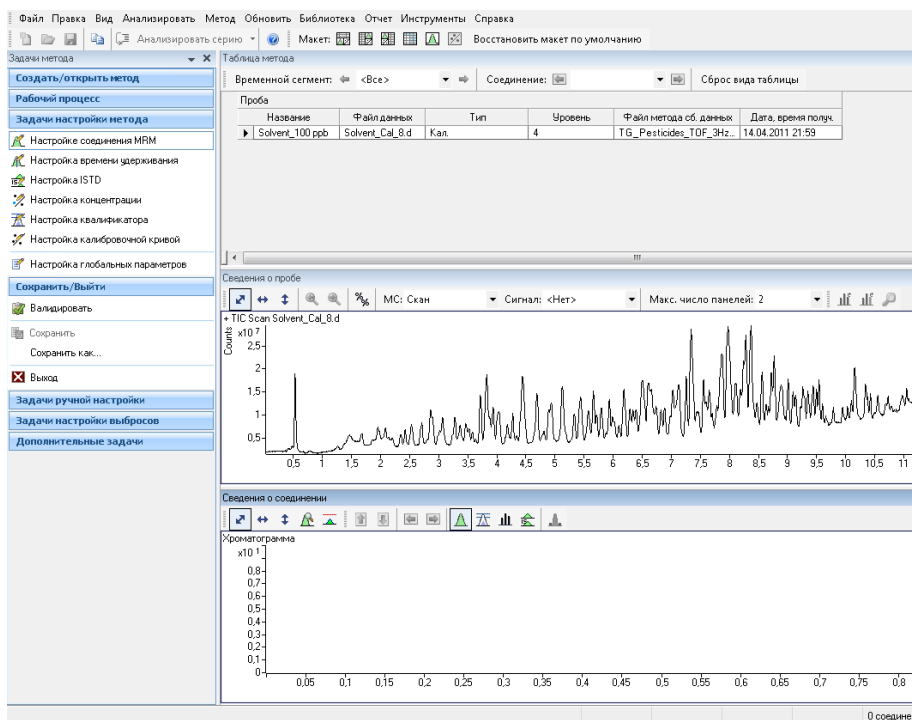 Файл Правка Вид Анализировать Метод Обновить Библиотека Отчет Инструменты Справка
Анализировать серию Макет: Восстановить макет по умолчанию
Задачи метода
Создать/открыть метод
Рабочий процесс
Задачи настройки метода
Настройке соединения MRM
Настройка времени удерживания
Настройка ISTD
Настройка концентрации
Настройка квалификатора
Настройка калибровочной кривой
Настройка глобальных параметров
Сохранить/Выйти
Валидировать
Сохранить
Сохранить как...
Выход
Задачи ручной настройки
Задачи настройки выбросов
Дополнительные задачи
Таблица метода
Временной сегмент: <Все> Соединение: Сброс вида таблицы
Проба
Название Файл данных Тип Уровень Файл метода сб. данных Дата, время получ.
Solvent_100 ppb Solvent_Cal_8.d Кал. 4 TG_Pesticides_TOF_3Hz... 14.04.2011 21:59
Сведения о пробе
МС: Скан Сигнал: <Нет> Макс. число панелей: 2
+ TIC Scan Solvent_Cal_8.d
Counts
x10 7
2,5
2
1,5
1
0,5
0,5 1 1,5 2 2,5 3 3,5 4 4,5 5 5,5 6 6,5 7 7,5 8 8,5 9 9,5 10 10,5 11
Сведения о соединении
Хроматограмма
x10 1
0,8
0,7
0,6
0,5
0,4
0,3
0,2
0,1
0
0,05 0,1 0,15 0,2 0,25 0,3 0,35 0,4 0,45 0,5 0,55 0,6 0,65 0,7 0,75 0,8
0 соедине